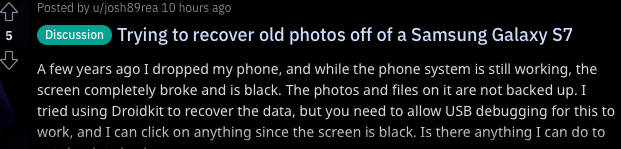 Posted by u/josh89rea 10 hours ago
5
Discussion Trying to recover old photos off of a Samsung Galaxy S7
A few years ago I dropped my phone, and while the phone system is still working, the
screen completely broke and is black. The photos and files on it are not backed up. I
tried using Droidkit to recover the data, but you need to allow USB debugging for this to
work, and I can click on anything since the screen is black. Is there anything I can do to